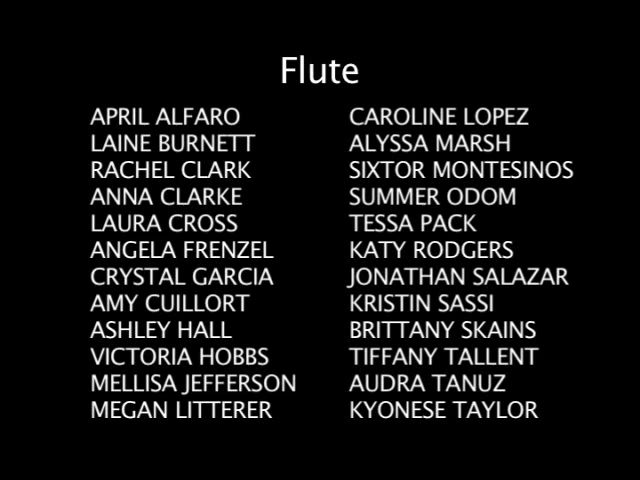 Flute
APRIL ALFARO
LAINE BURNETT
RACHEL CLARK
ANNA CLARKE
LAURA CROSS
ANGELA FRENZEL
CRYSTAL GARCIA
AMY CUILLORT
ASHLEY HALL
VICTORIA HOBBS
MELLISA JEFFERSON
MEGAN LITTERER
CAROLINE LOPEZ
ALYSSA MARSH
SIXTOR MONTESINOS
SUMMER ODOM
TESSA PACK
KATY RODGERS
JONATHAN SALAZAR
KRISTIN SASSI
BRITTANY SKAINS
TIFFANY TALLENT
AUDRA TANUZ
KYONESE TAYLOR